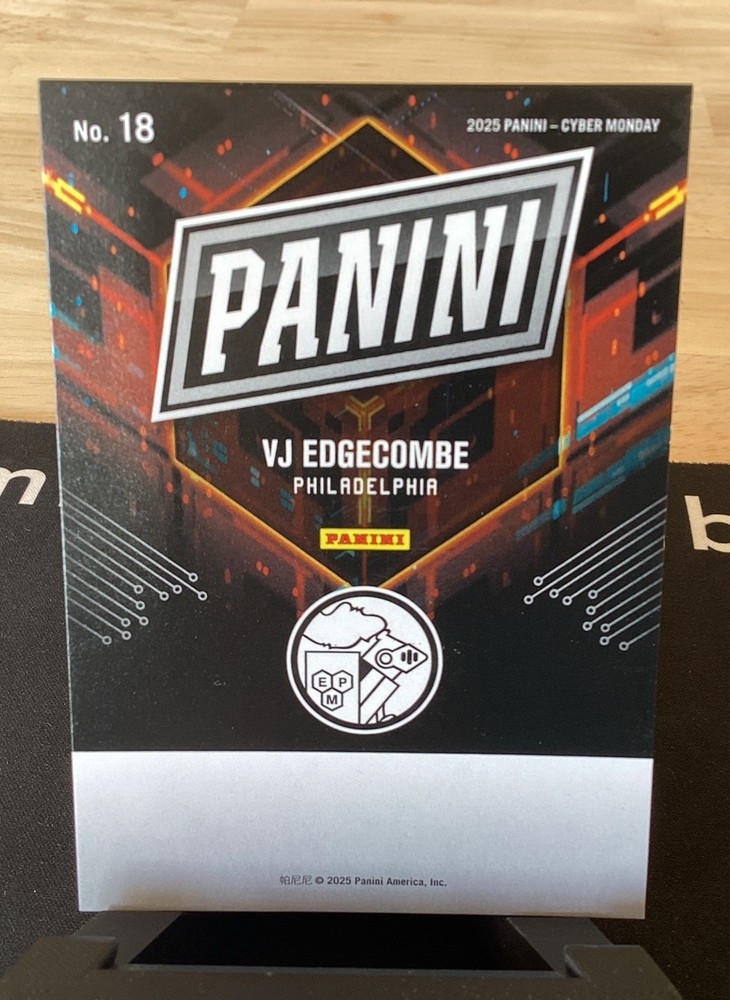 No. 18
2025 PANINI – CYBER MONDAY
PANINI
VJ EDGECOMBE
PHILADELPHIA
PANINI
E P
M
m
b
帕尼尼 © 2025 Panini America, Inc.